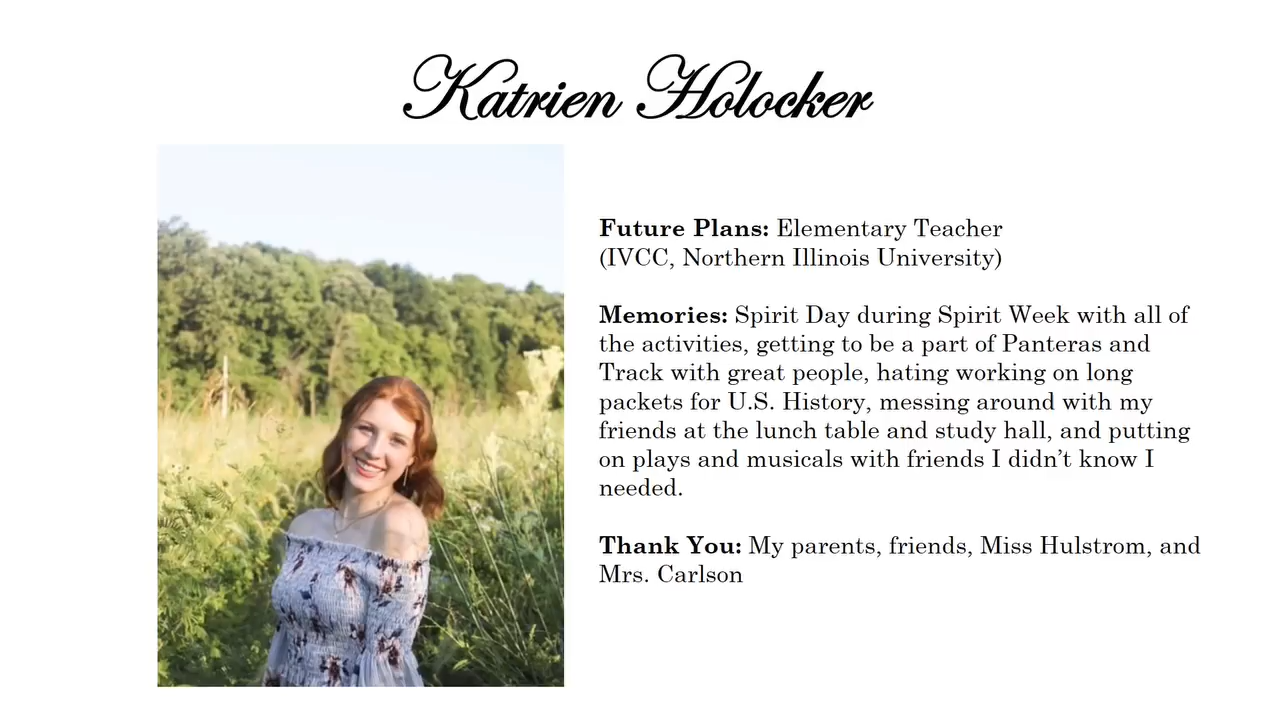 Katrien Holocker
Future Plans: Elementary Teacher
(IVCC, Northern Illinois University)
Memories: Spirit Day during Spirit Week with all of
the activities, getting to be a part of Panteras and
Track with great people, hating working on long
packets for U.S. History, messing around with my
friends at the lunch table and study hall, and putting
on plays and musicals with friends I didn’t know I
needed.
Thank You: My parents, friends, Miss Hulstrom, and
Mrs. Carlson